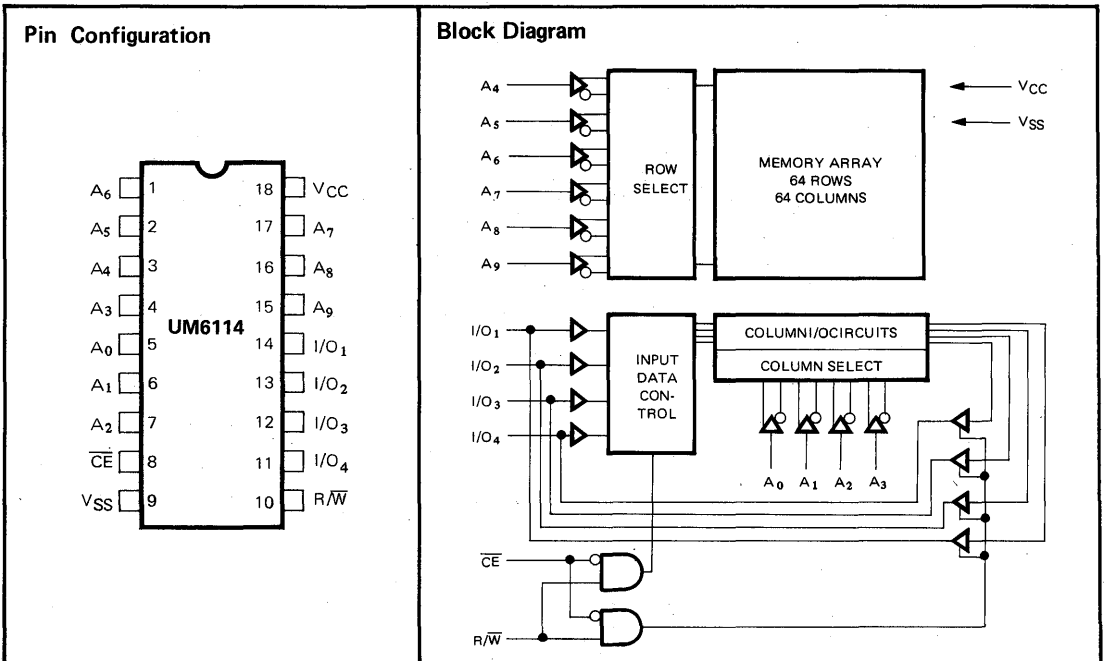 Pin Configuration
A6 1 18 VCC
A5 2 17 A7
A4 3 16 A8
A3 4 15 A9
UM6114
A0 5 14 I/O1
A1 6 13 I/O2
A2 7 12 I/O3
C̅E̅ 8 11 I/O4
VSS 9 10 R/W̅
Block Diagram
A4
A5
A6
A7
A8
A9
ROW
SELECT
MEMORY ARRAY
64 ROWS
64 COLUMNS
VCC
VSS
I/O1
I/O2
I/O3
I/O4
INPUT
DATA
CON-
TROL
COLUMNI/OCIRCUITS
COLUMN SELECT
A0 A1 A2 A3
C̅E̅
R/W̅